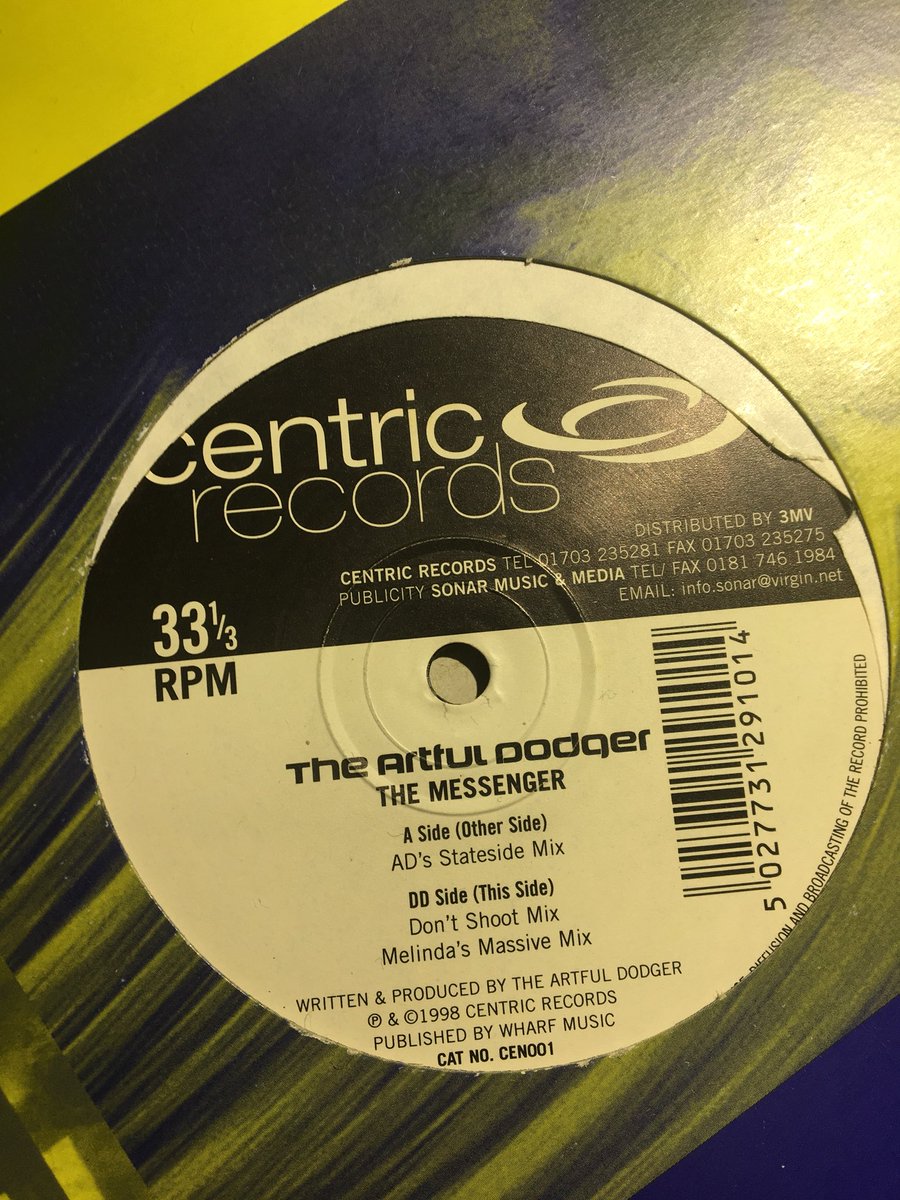 centric
records
DISTRIBUTED BY 3MV
CENTRIC RECORDS TEL 01703 235281 FAX 01703 235275
PUBLICITY SONAR MUSIC & MEDIA TEL/ FAX 0181 746 1984
EMAIL: info.sonar@virgin.net
33⅓
RPM
The Artful Dodger
THE MESSENGER
A Side (Other Side)
AD's Stateside Mix
DD Side (This Side)
Don't Shoot Mix
Melinda's Massive Mix
WRITTEN & PRODUCED BY THE ARTFUL DODGER
℗ & ©1998 CENTRIC RECORDS
PUBLISHED BY WHARF MUSIC
CAT NO. CEN001
5 027731 291014
DIFFUSION AND BROADCASTING OF THE RECORD PROHIBITED